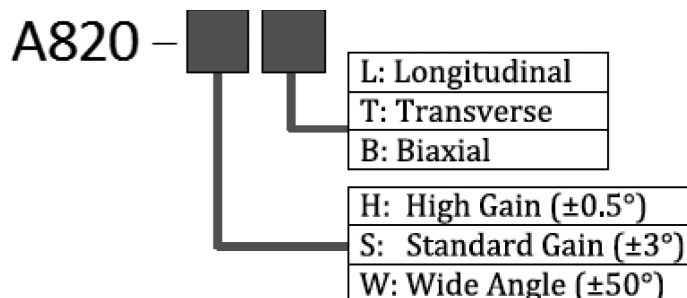 A820 –
L: Longitudinal
T: Transverse
B: Biaxial
H: High Gain (±0.5°)
S: Standard Gain (±3°)
W: Wide Angle (±50°)